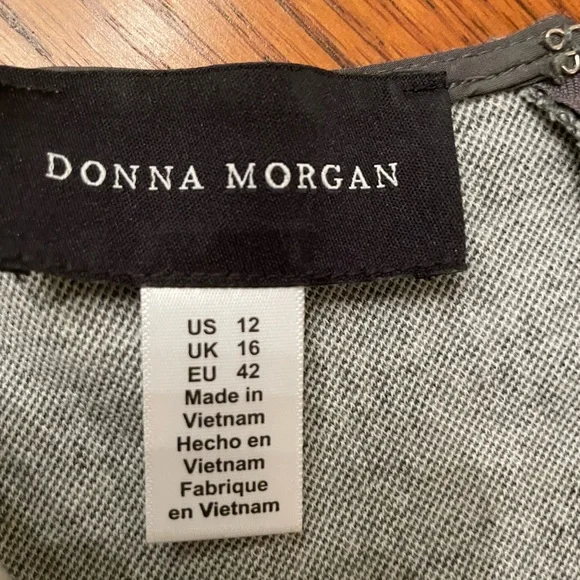 DONNA MORGAN
US 12
UK 16
EU 42
Made in
Vietnam
Hecho en
Vietnam
Fabrique
en Vietnam